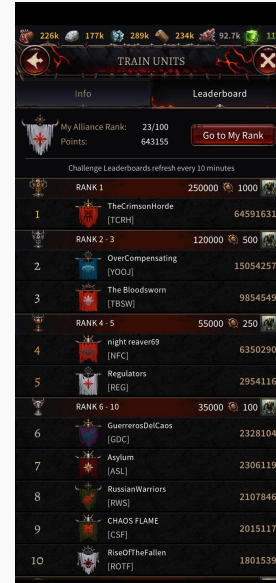 226k 177k 289k 234k 92.7k 11
TRAIN UNITS
Info Leaderboard
My Alliance Rank: 23/100
Points: 643155
Go to My Rank
Challenge Leaderboards refresh every 10 minutes
RANK 1 250000 1000
1 TheCrimsonHorde 64591631
[TCRH]
RANK 2 - 3 120000 500
2 OverCompensating 15054257
[YOOJ]
3 The Bloodsworn 9854549
[TBSW]
RANK 4 - 5 55000 250
4 night reaver69 6350290
[NFC]
5 Regulators 2954116
[REG]
RANK 6 - 10 35000 100
6 GuerrerosDelCaos 2328104
[GDC]
7 Asylum 2306119
[ASL]
8 RussianWarriors 2107846
[RWS]
9 CHAOS FLAME 2015117
[CSF]
10 RiseOfTheFallen 1801539
[ROTF]